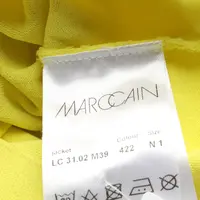 MARCCAIN
Artikel Colour Size
LC 31.02 M39 422 N 1